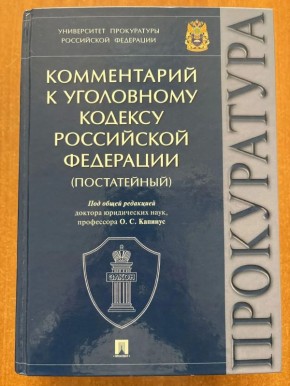 УНИВЕРСИТЕТ ПРОКУРАТУРЫ
РОССИЙСКОЙ ФЕДЕРАЦИИ
КОММЕНТАРИЙ
К УГОЛОВНОМУ
КОДЕКСУ
РОССИЙСКОЙ
ФЕДЕРАЦИИ
(ПОСТАТЕЙНЫЙ)
Под общей редакцией
доктора юридических наук,
профессора О. С. Капинус
ЗАКОН
ПРОКУРАТУРА